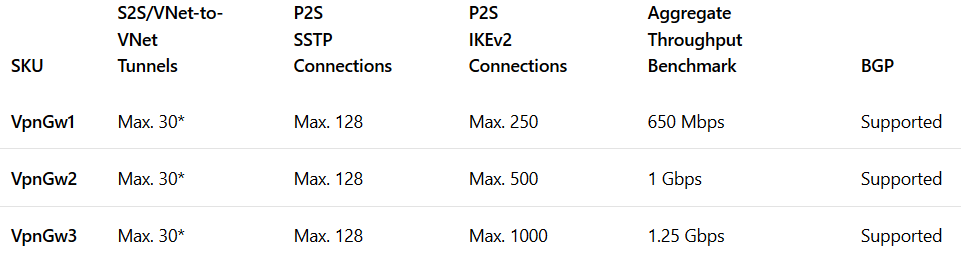 S2S/VNet-to- P2S P2S Aggregate
VNet SSTP IKEv2 Throughput
SKU Tunnels Connections Connections Benchmark BGP
VpnGw1 Max. 30* Max. 128 Max. 250 650 Mbps Supported
VpnGw2 Max. 30* Max. 128 Max. 500 1 Gbps Supported
VpnGw3 Max. 30* Max. 128 Max. 1000 1.25 Gbps Supported